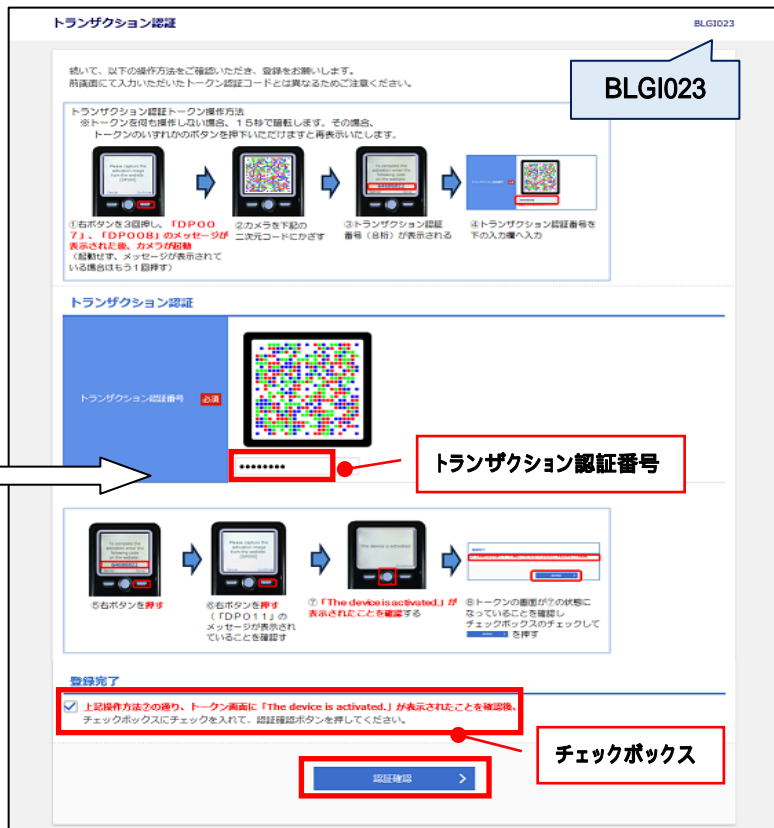 トランザクション認証
BLGI023
BLGI023
続いて、以下の操作方法をご確認いただき、登録をお願いします。
前画面にて入力いただいたトークン認証コードとは異なるためご注意ください。
トランザクション認証トークン操作方法
※トークンを何も操作しない場合、15秒で暗転します。その場合、
トークンのいずれかのボタンを押下いただけますと再表示いたします。
①右ボタンを3回押し、「DP00
7」、「DP008」のメッセージが
表示された後、カメラが起動
(起動せず、メッセージが表示されて
いる場合はもう1回押す)
②カメラを下記の
二次元コードにかざす
③トランザクション認証
番号(8桁)が表示される
④トランザクション認証番号を
下の入力欄へ入力
トランザクション認証
トランザクション認証番号 必須
••••••••
トランザクション認証番号
Please capture the
activation image
from the website
The device is activated.
⑤右ボタンを押す
⑥右ボタンを押す
(「DP011」の
メッセージが表示され
ていることを確認す
⑦「The device is activated.」が
表示されたことを確認する
⑧トークンの画面が⑦の状態に
なっていることを確認し
チェックボックスのチェックして
を押す
登録完了
上記操作方法⑦の通り、トークン画面に「The device is activated.」が表示されたことを確認後、
チェックボックスにチェックを入れて、認証確認ボタンを押してください。
チェックボックス
認証確認